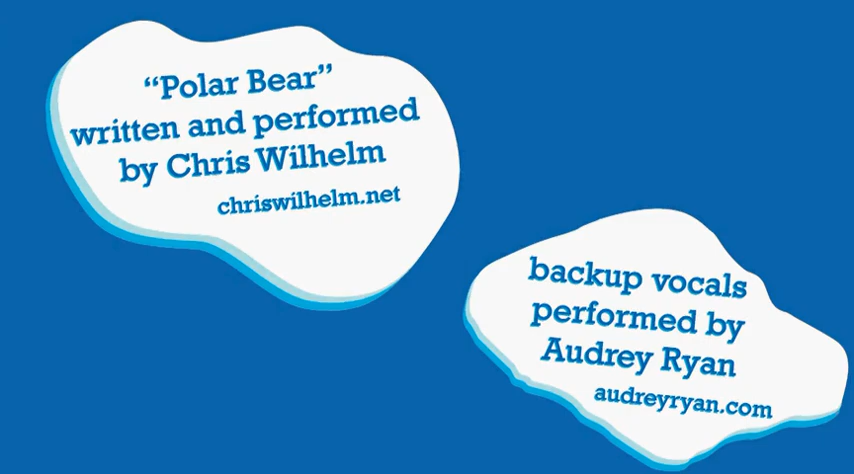 “Polar Bear”
written and performed
by Chris Wilhelm
chriswilhelm.net
backup vocals
performed by
Audrey Ryan
audreyryan.com